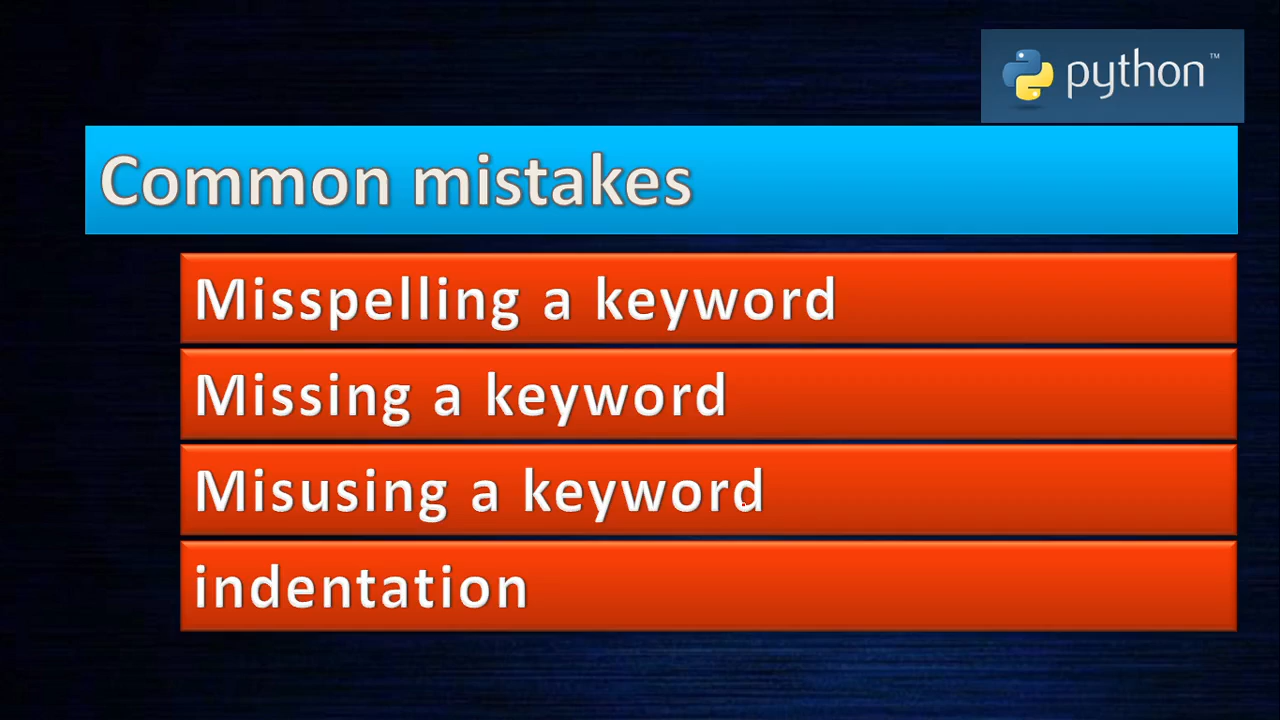 python™
Common mistakes
Misspelling a keyword
Missing a keyword
Misusing a keyword
indentation